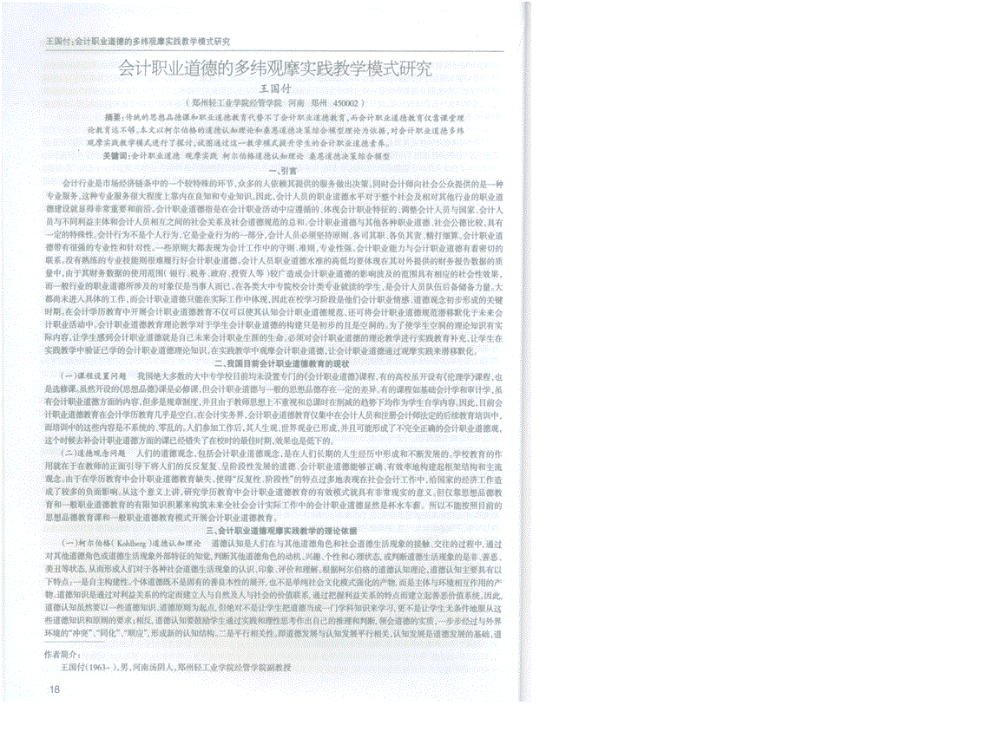 王国付:会计职业道德的多纬观摩实践教学模式研究
会计职业道德的多纬观摩实践教学模式研究
王国付
(郑州轻工业学院经管学院 河南 郑州 450002)
摘要:传统的思想品德课和职业道德教育代替不了会计职业道德教育,而会计职业道德教育仅靠课堂理
论教育远不够。本文以柯尔伯格的道德认知理论和桑恩道德决策综合模型理论为依据,对会计职业道德多纬
观摩实践教学模式进行了探讨,试图通过这一教学模式提升学生的会计职业道德素养。
关键词:会计职业道德 观摩实践 柯尔伯格道德认知理论 桑恩道德决策综合模型
一、引言
会计行业是市场经济链条中的一个较特殊的环节,众多的人依赖其提供的服务做出决策。同时会计师向社会公众提供的是一种
专业服务,这种专业服务很大程度上靠内在良知和专业知识。因此,会计人员的职业道德水平对于整个社会及相对其他行业的职业道
德建设就显得非常重要和前沿。会计职业道德指是在会计职业活动中应遵循的、体现会计职业特征的、调整会计人员与国家、会计人
员与不同利益主体和会计人员相互之间的社会关系及社会道德规范的总和。会计职业道德与其他各种职业道德、社会公德比较,具有
一定的特殊性。会计行为不是个人行为,它是企业行为的一部分,会计人员必须坚持原则、各司其职、各负其责、精打细算。会计职业道
德带有很强的专业性和针对性。一些原则大都表现为会计工作中的守则、准则,专业性强。会计职业能力与会计职业道德有着密切的
联系。没有熟练的专业技能则很难履行好会计职业道德。会计人员职业道德水准的高低均要体现在其对外提供的财务报告数据的质
量中,由于其财务数据的使用范围(银行、税务、政府、投资人等)较广造成会计职业道德的影响波及的范围具有相应的社会性效果,
而一般行业的职业道德所涉及的对象仅是当事人而已。在各类大中专院校会计类专业就读的学生,是会计人员队伍后备储备力量。大
都尚未进入具体的工作,而会计职业道德只能在实际工作中体现,因此在校学习阶段是他们会计职业情感、道德观念初步形成的关键
时期。在会计学历教育中开展会计职业道德教育不仅可以使其认知会计职业道德规范,还可将会计职业道德规范潜移默化于未来会
计职业活动中。会计职业道德教育理论教学对于学生会计职业道德的构建只是初步的且是空洞的。为了使学生空洞的理论知识有实
际内容,让学生感到会计职业道德就是自己未来会计职业生涯的生命,必须对会计职业道德的理论教学进行实践教育补充,让学生在
实践教学中验证已学的会计职业道德理论知识,在实践教学中观摩会计职业道德,让会计职业道德通过观摩实践来潜移默化。
二、我国目前会计职业道德教育的现状
(一)课程设置问题 我国绝大多数的大中专学校目前均未设置专门的《会计职业道德》课程,有的高校虽开设有《伦理学》课程,也
是选修课。虽然开设的《思想品德》课是必修课,但会计职业道德与一般的思想品德存在一定的差异。有的课程如基础会计学和审计学,虽
有会计职业道德方面的内容,但多是规章制度,并且由于教师思想上不重视和总课时在削减的趋势下均作为学生自学内容。因此,目前会
计职业道德教育在会计学历教育几乎是空白。在会计实务界,会计职业道德教育仅集中在会计人员和注册会计师法定的后续教育培训中,
而培训中的这些内容是不系统的、零乱的。人们参加工作后,其人生观、世界观业已形成,并且可能形成了不完全正确的会计职业道德观,
这个时候去补会计职业道德方面的课已经错失了在校时的最佳时期,效果也是低下的。
(二)道德观念问题 人们的道德观念,包括会计职业道德观念,是在人们长期的人生经历中形成和不断发展的。学校教育的作
用就在于在教师的正面引导下将人们的反反复复、呈阶段性发展的道德、会计职业道德能够正确、有效率地构建起框架结构和主流
观念。由于在学历教育中会计职业道德教育缺失,使得“反复性、阶段性”的特点过多地表现在社会会计工作中,给国家的经济工作造
成了较多的负面影响。从这个意义上讲,研究学历教育中会计职业道德教育的有效模式就具有非常现实的意义。但仅靠思想品德教
育和一般职业道德教育的有限知识积累来构筑未来全社会会计实际工作中的会计职业道德显然是杯水车薪。所以不能按照目前的
思想品德教育课和一般职业道德教育模式开展会计职业道德教育。
三、会计职业道德观摩实践教学的理论依据
(一)柯尔伯格(Kohlberg)道德认知理论 道德认知是人们在与其他道德角色和社会道德生活现象的接触、交往的过程中,通过
对其他道德角色或道德生活现象外部特征的知觉,判断其他道德角色的动机、兴趣、个性和心理状态,或判断道德生活现象的是非、善恶、
美丑等状态,从而形成人们对于各种社会道德生活现象的认识、印象、评价和理解。根据柯尔伯格的道德认知理论,道德认知主要具有以
下特点:一是自主构建性。个体道德既不是固有的善良本性的展开,也不是单纯社会文化模式强化的产物,而是主体与环境相互作用的产
物。道德知识是通过对利益关系的约定而建立人与自然及人与社会的价值联系,通过把握利益关系的特点而建立起善恶价值系统。因此,
道德认知虽然要以一些道德知识、道德原则为起点,但绝对不是让学生把道德当成一门学科知识来学习,更不是让学生无条件地服从这
些道德知识和原则的要求;相反,道德认知要鼓励学生通过实践和理性思考作出自己的推理和判断,领会道德的实质,一步步经过与外界
环境的“冲突”、“同化”、“顺应”,形成新的认知结构。二是平行相关性。即道德发展与认知发展平行相关,认知发展是道德发展的基础,道
作者简介:
王国付(1963-),男,河南汤阴人,郑州轻工业学院经管学院副教授
18